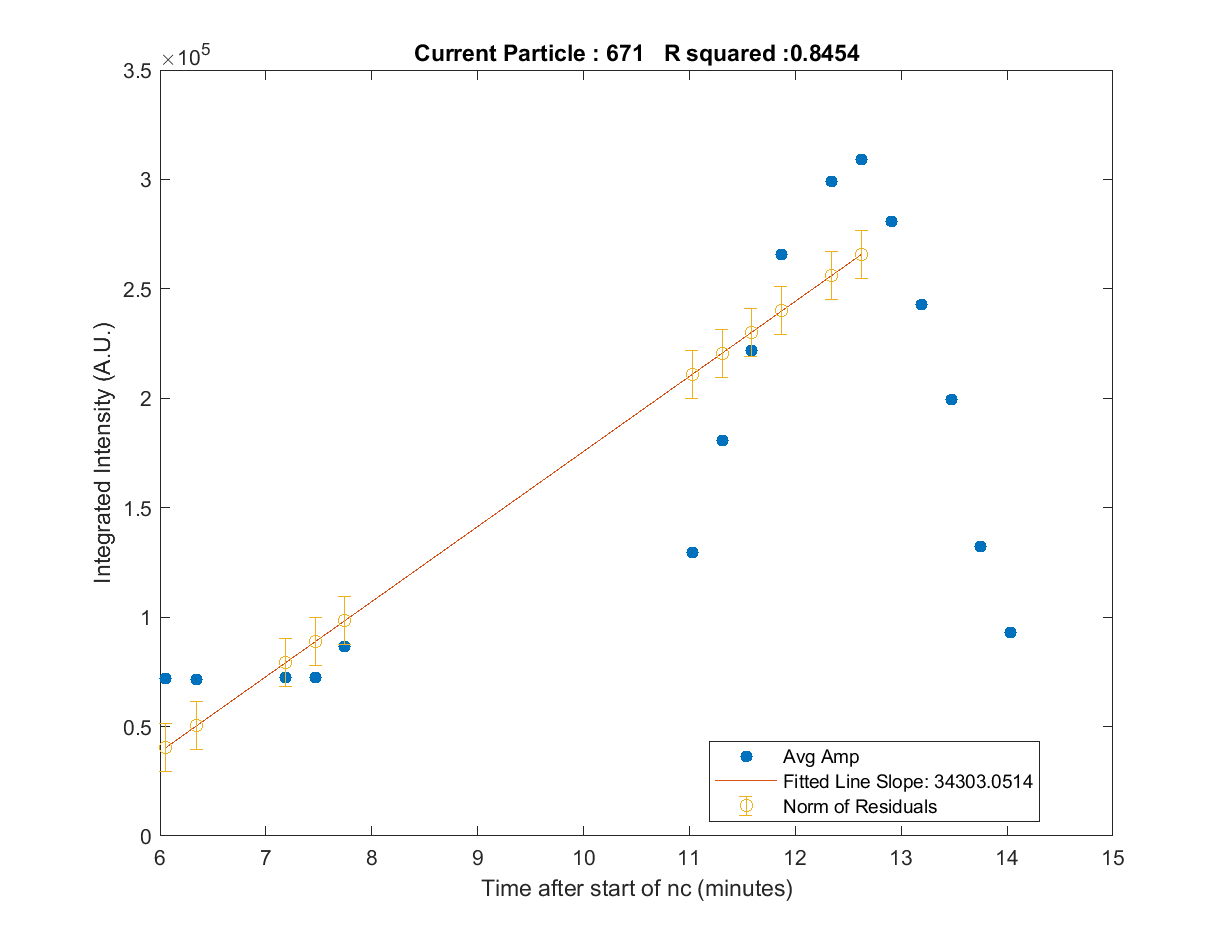 Current Particle : 671 R squared :0.8454
×10^5
3.5
3
2.5
2
1.5
1
0.5
0
Integrated Intensity (A.U.)
6 7 8 9 10 11 12 13 14 15
Time after start of nc (minutes)
Avg Amp
Fitted Line Slope: 34303.0514
Norm of Residuals